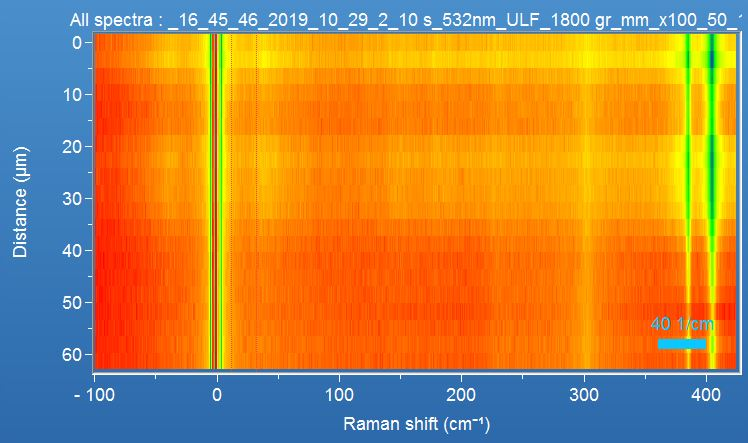 All spectra : _16_45_46_2019_10_29_2_10 s_532nm_ULF_1800 gr_mm_x100_50_
0
10
20
30
40
50
60
Distance (µm)
40 1/cm
- 100 0 100 200 300 400
Raman shift (cm⁻¹)